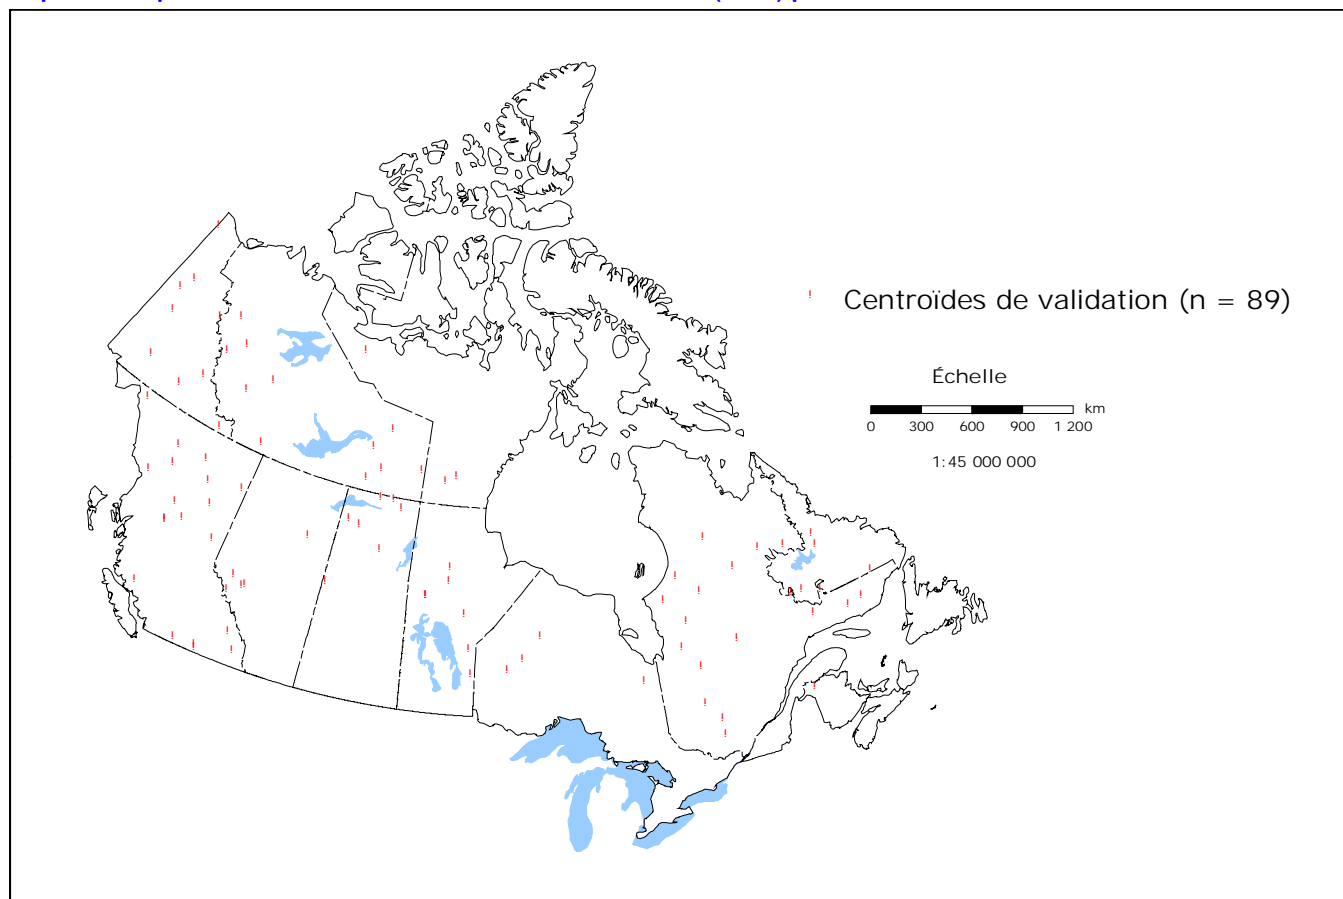 Centroïdes de validation (n = 89)
Échelle
km
0 300 600 900 1 200
1:45 000 000